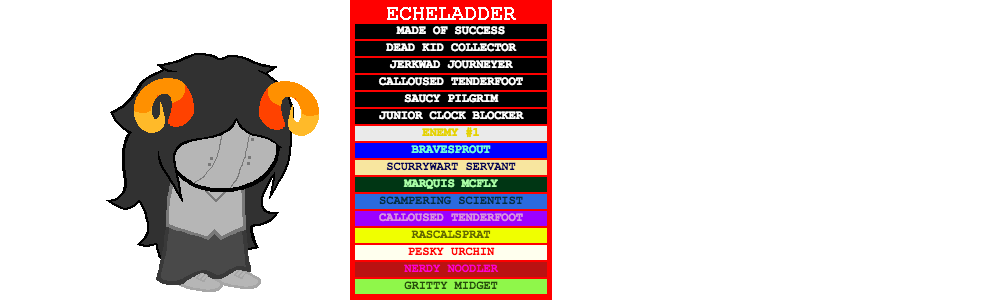 ECHELADDER
MADE OF SUCCESS
DEAD KID COLLECTOR
JERKWAD JOURNEYER
CALLOUSED TENDERFOOT
SAUCY PILGRIM
JUNIOR CLOCK BLOCKER
ENEMY #1
BRAVESPROUT
SCURRYWART SERVANT
MARQUIS MCFLY
SCAMPERING SCIENTIST
CALLOUSED TENDERFOOT
RASCALSPRAT
PESKY URCHIN
NERDY NOODLER
GRITTY MIDGET